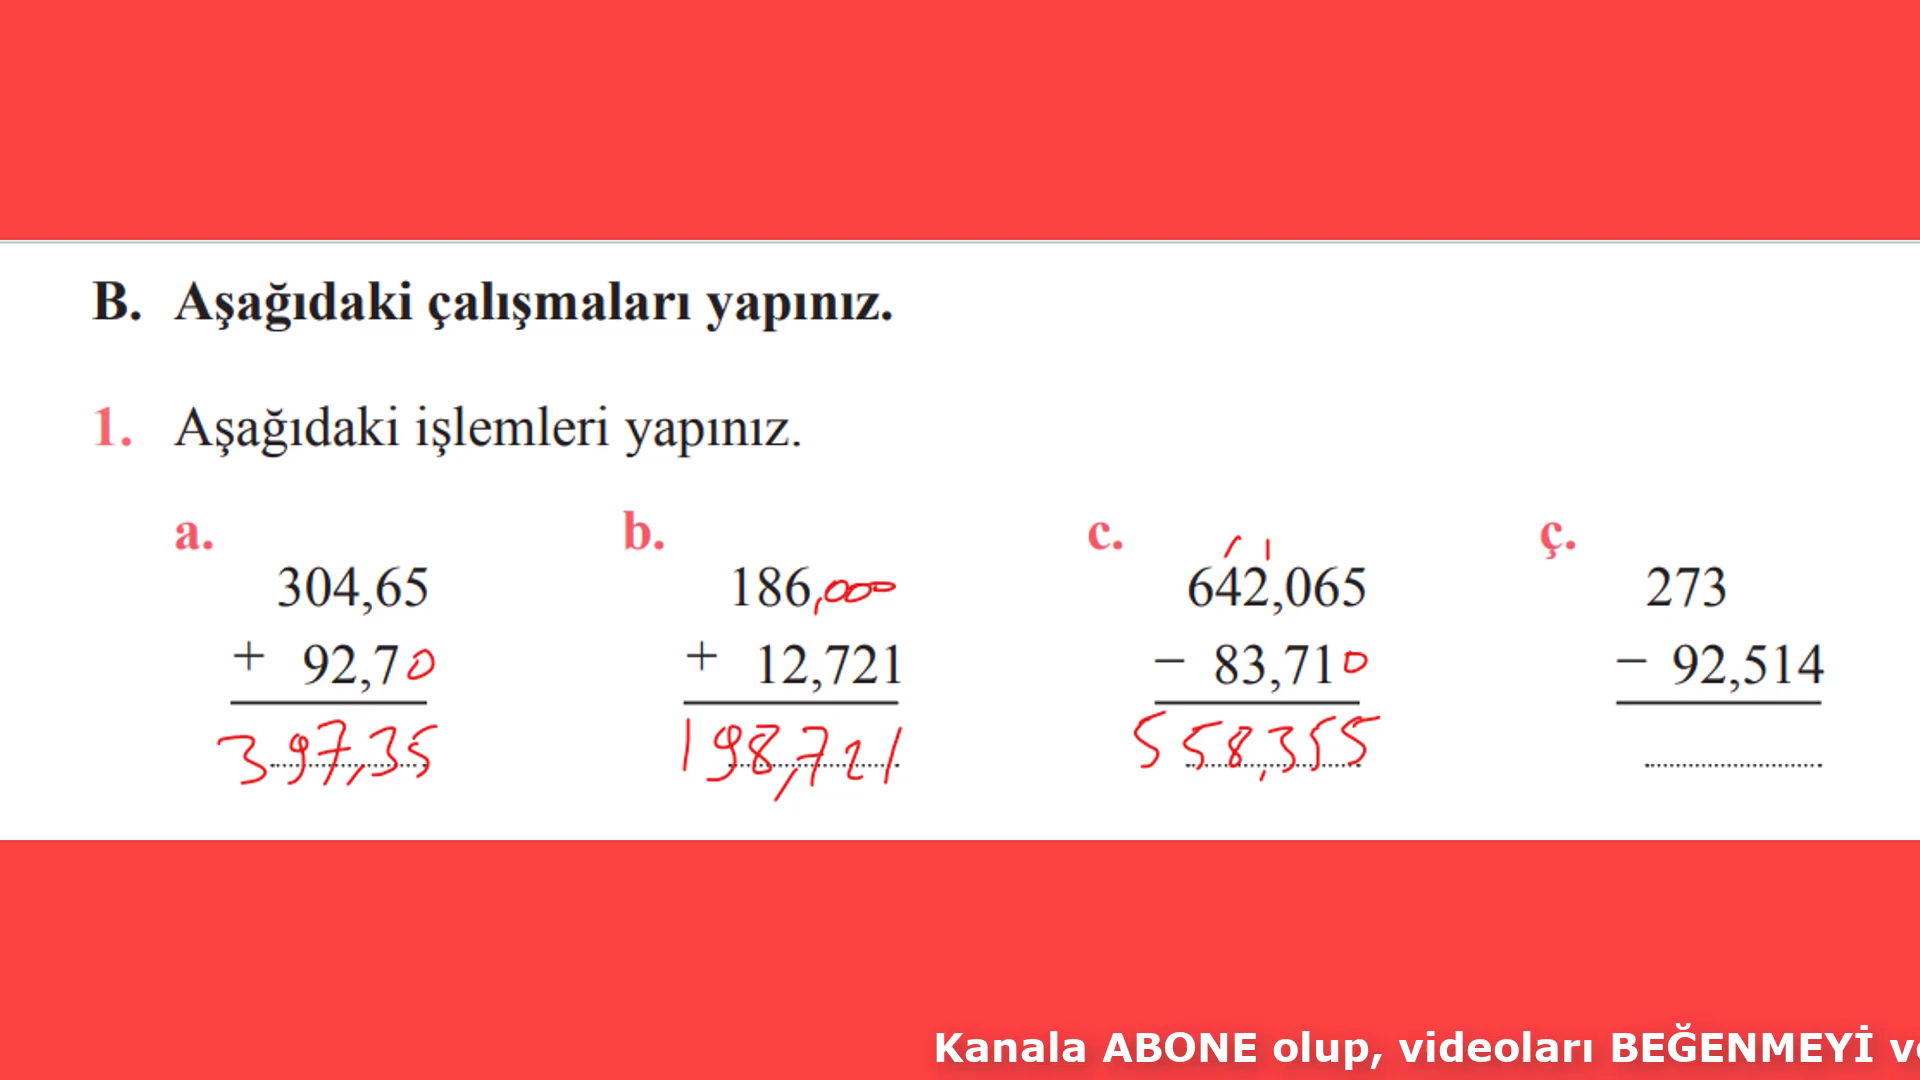 B. Aşağıdaki çalışmaları yapınız.
1. Aşağıdaki işlemleri yapınız.
a. b. c. ç.
304,65 186,000 642,065 273
+ 92,70 + 12,721 − 83,710 − 92,514
397,35 198,721 558,355
Kanala ABONE olup, videoları BEĞENMEYİ